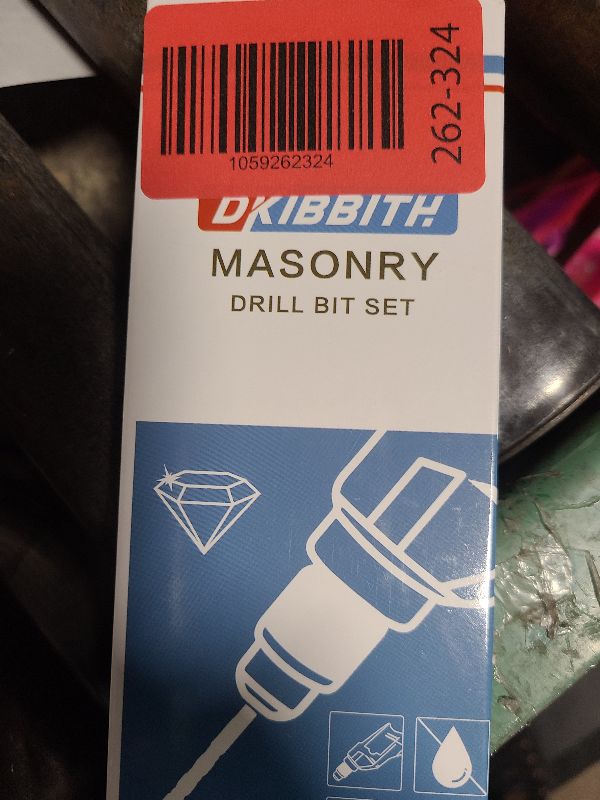 1059262324
262-324
DKIBBITH
MASONRY
DRILL BIT SET